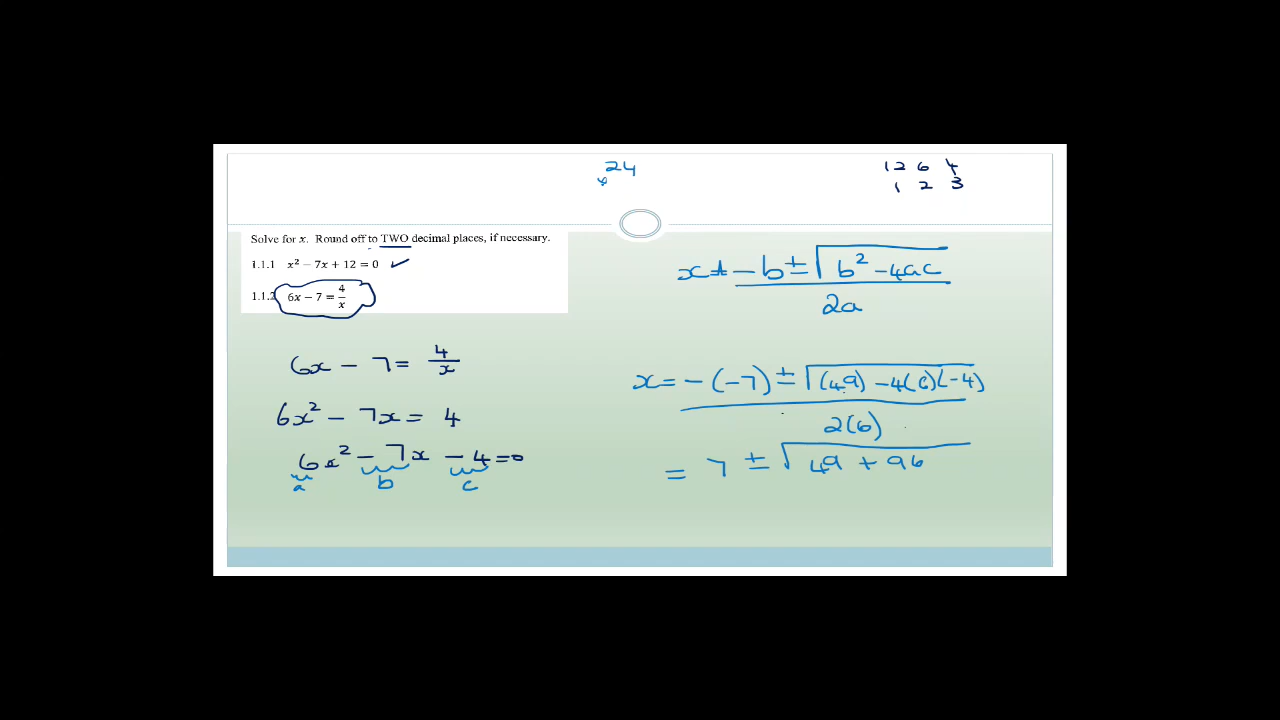 24
12 6 4
1 2 3
Solve for x. Round off to TWO decimal places, if necessary.
1.1.1 x² − 7x + 12 = 0 ✓
1.1.2 6x − 7 = 4/x
x = −b ± √(b² − 4ac)
2a
6x − 7 = 4/x
6x² − 7x = 4
6x² − 7x − 4 = 0
a b c
x = −(−7) ± √((49) − 4(6)(−4))
2(6)
= 7 ± √(49 + 96)